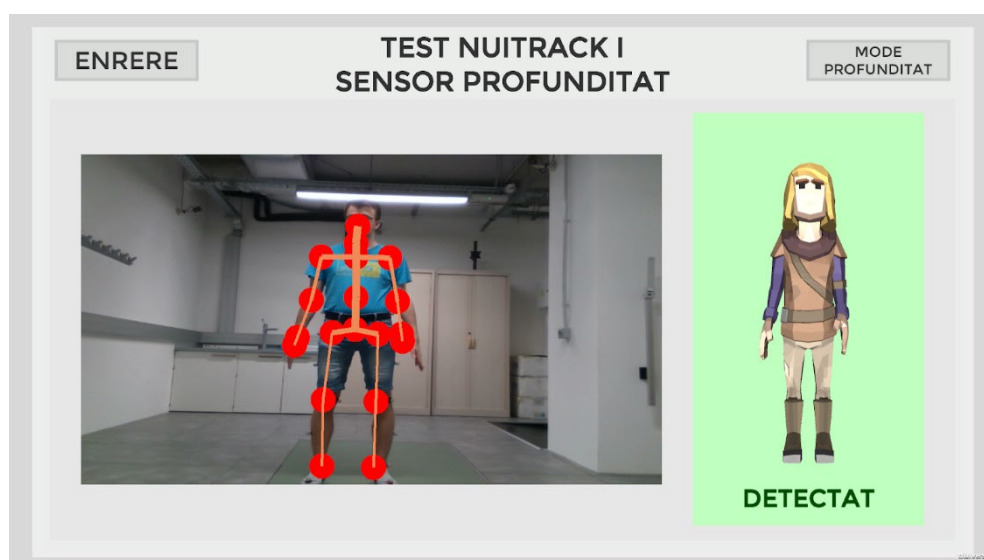 ENRERE
TEST NUITRACK I
SENSOR PROFUNDITAT
MODE
PROFUNDITAT
DETECTAT